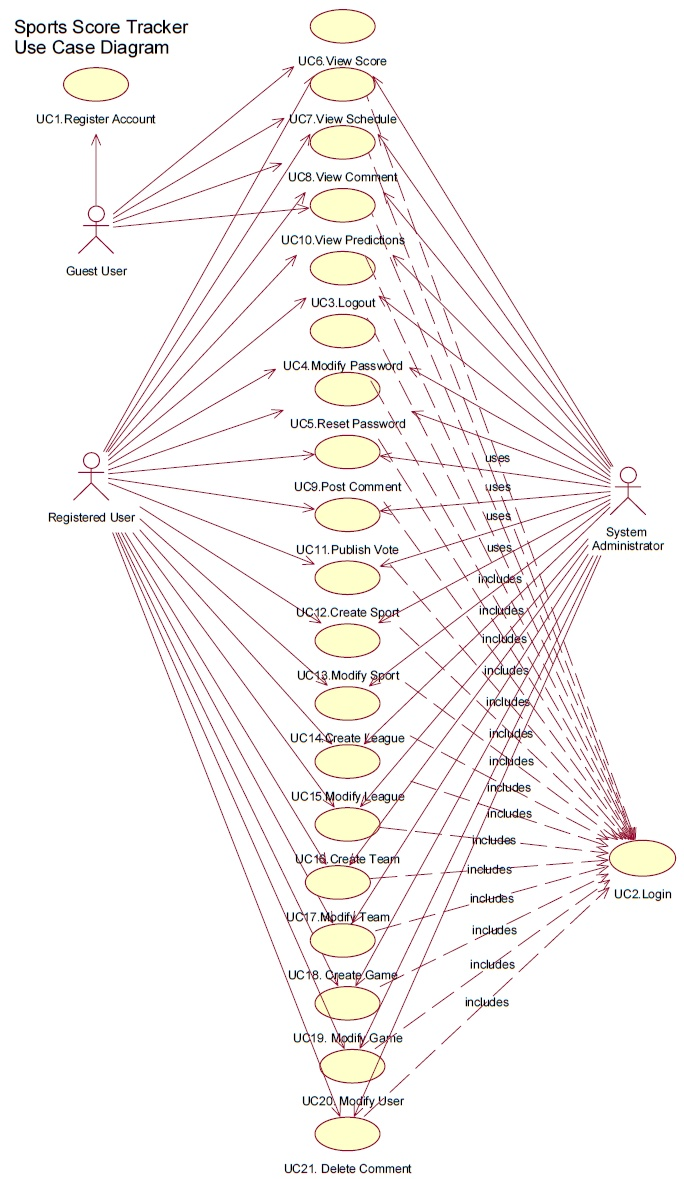 Sports Score Tracker
Use Case Diagram
UC6.View Score
UC1.Register Account
UC7.View Schedule
UC8.View Comment
UC10.View Predictions
Guest User
UC3.Logout
UC4.Modify Password
UC5.Reset Password
uses
UC9.Post Comment
uses
Registered User
uses
System
Administrator
UC11.Publish Vote
uses
includes
UC12.Create Sport
includes
includes
UC13.Modify Sport
includes
includes
UC14.Create League
includes
includes
UC15.Modify League
includes
includes
includes
UC16.Create Team
includes
UC2.Login
includes
UC17.Modify Team
includes
includes
UC18. Create Game
includes
UC19. Modify Game
UC20. Modify User
UC21. Delete Comment